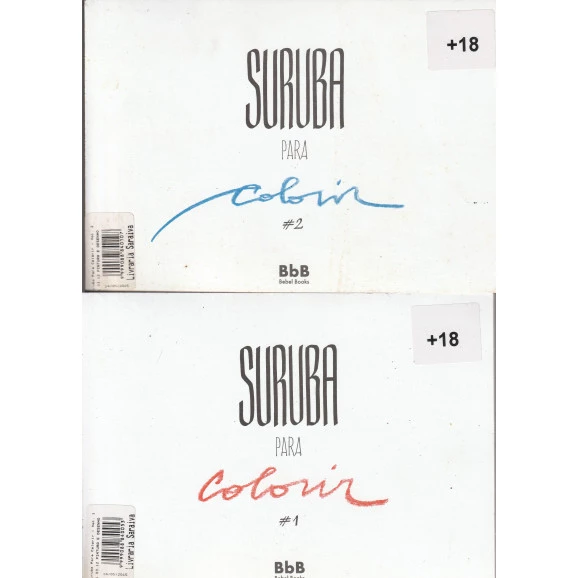 +18
SURUBA
PARA
Colorir
#2
BbB
Babel Books
Livraria Saraiva
+18
SURUBA
PARA
Colorir
#1
BbB
Babel Books
Livraria Saraiva